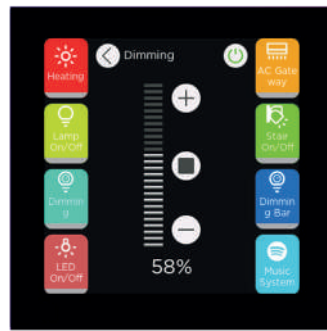 Heating
Dimming
AC Gate
way
Lamp
On/Off
Stair
On/Off
Dimmin
g
Dimmin
g Bar
LED
On/Off
Music
System
58%